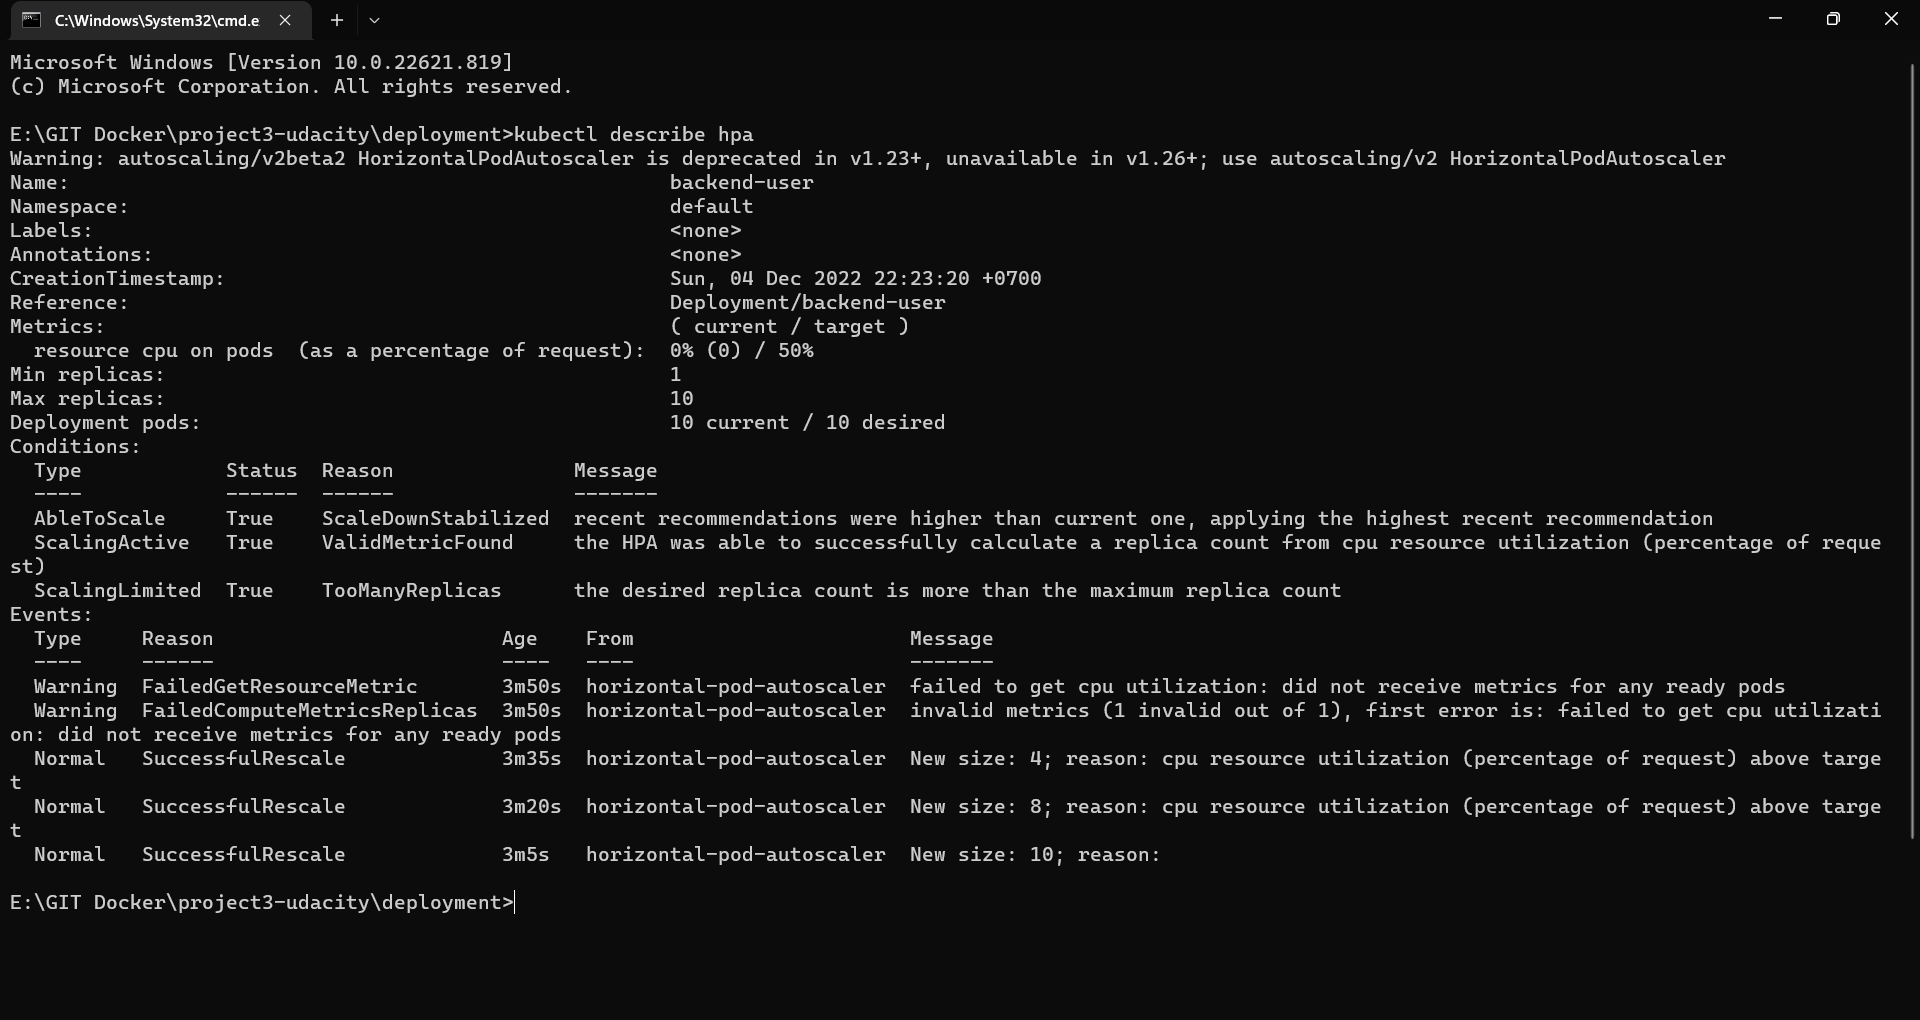 C:\Windows\System32\cmd.e
Microsoft Windows [Version 10.0.22621.819]
(c) Microsoft Corporation. All rights reserved.
E:\GIT Docker\project3-udacity\deployment>kubectl describe hpa
Warning: autoscaling/v2beta2 HorizontalPodAutoscaler is deprecated in v1.23+, unavailable in v1.26+; use autoscaling/v2 HorizontalPodAutoscaler
Name: backend-user
Namespace: default
Labels: <none>
Annotations: <none>
CreationTimestamp: Sun, 04 Dec 2022 22:23:20 +0700
Reference: Deployment/backend-user
Metrics: ( current / target )
resource cpu on pods (as a percentage of request): 0% (0) / 50%
Min replicas: 1
Max replicas: 10
Deployment pods: 10 current / 10 desired
Conditions:
Type Status Reason Message
---- ------ ------ -------
AbleToScale True ScaleDownStabilized recent recommendations were higher than current one, applying the highest recent recommendation
ScalingActive True ValidMetricFound the HPA was able to successfully calculate a replica count from cpu resource utilization (percentage of reque
st)
ScalingLimited True TooManyReplicas the desired replica count is more than the maximum replica count
Events:
Type Reason Age From Message
---- ------ ---- ---- -------
Warning FailedGetResourceMetric 3m50s horizontal-pod-autoscaler failed to get cpu utilization: did not receive metrics for any ready pods
Warning FailedComputeMetricsReplicas 3m50s horizontal-pod-autoscaler invalid metrics (1 invalid out of 1), first error is: failed to get cpu utilizati
on: did not receive metrics for any ready pods
Normal SuccessfulRescale 3m35s horizontal-pod-autoscaler New size: 4; reason: cpu resource utilization (percentage of request) above targe
t
Normal SuccessfulRescale 3m20s horizontal-pod-autoscaler New size: 8; reason: cpu resource utilization (percentage of request) above targe
t
Normal SuccessfulRescale 3m5s horizontal-pod-autoscaler New size: 10; reason:
E:\GIT Docker\project3-udacity\deployment>